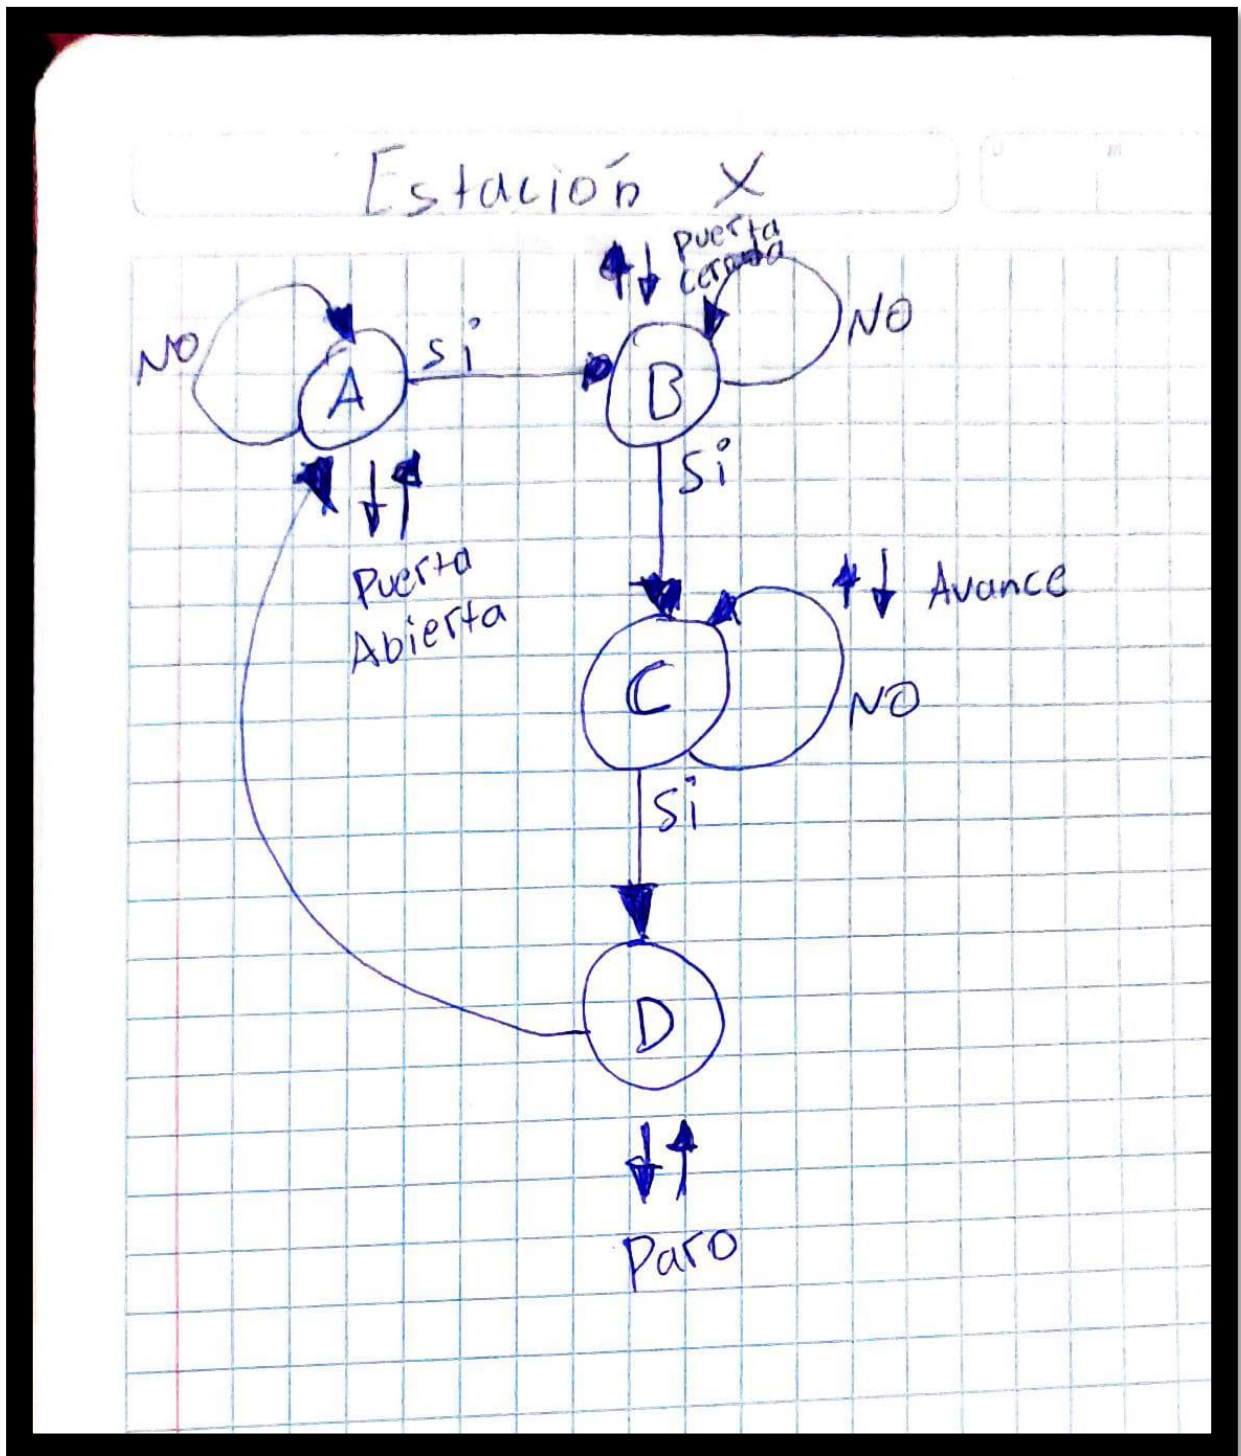 Estación X
Puerta
cerrada
NO
A
si
B
NO
si
Puerta
Abierta
Avance
C
NO
si
D
Paro